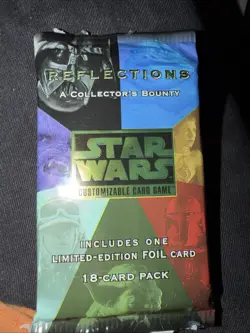 REFLECTIONS
A COLLECTOR'S BOUNTY
STAR
WARS
CUSTOMIZABLE CARD GAME
INCLUDES ONE
LIMITED-EDITION FOIL CARD
18-CARD PACK